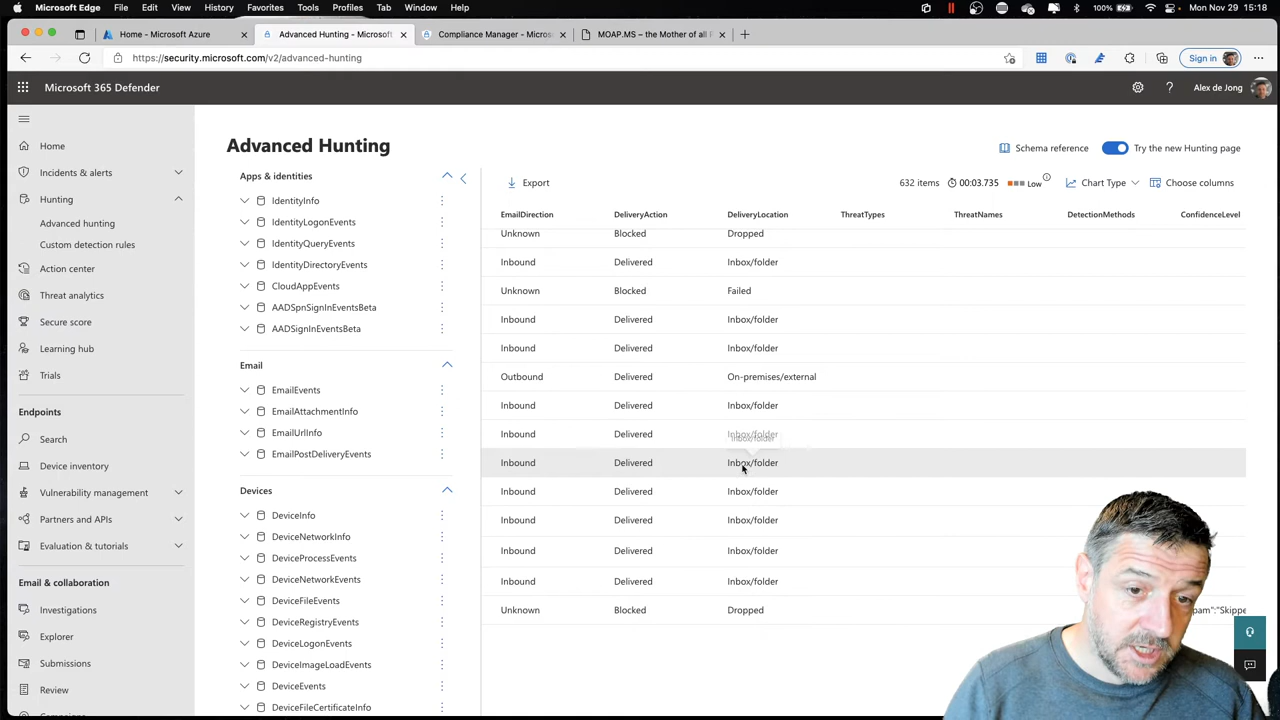 Microsoft Edge File Edit View History Favorites Tools Profiles Tab Window Help 100% Mon Nov 29 15:18
Home - Microsoft Azure
Advanced Hunting - Microsoft
Compliance Manager - Microsoft
MOAP.MS – the Mother of all P
https://security.microsoft.com/v2/advanced-hunting
Sign in
Microsoft 365 Defender
Alex de Jong
Home
Incidents & alerts
Hunting
Advanced hunting
Custom detection rules
Action center
Threat analytics
Secure score
Learning hub
Trials
Endpoints
Search
Device inventory
Vulnerability management
Partners and APIs
Evaluation & tutorials
Email & collaboration
Investigations
Explorer
Submissions
Review
Advanced Hunting
Schema reference
Try the new Hunting page
Apps & identities
IdentityInfo
IdentityLogonEvents
IdentityQueryEvents
IdentityDirectoryEvents
CloudAppEvents
AADSpnSignInEventsBeta
AADSignInEventsBeta
Email
EmailEvents
EmailAttachmentInfo
EmailUrlInfo
EmailPostDeliveryEvents
Devices
DeviceInfo
DeviceNetworkInfo
DeviceProcessEvents
DeviceNetworkEvents
DeviceFileEvents
DeviceRegistryEvents
DeviceLogonEvents
DeviceImageLoadEvents
DeviceEvents
DeviceFileCertificateInfo
Export
632 items 00:03.735 Low Chart Type Choose columns
EmailDirection DeliveryAction DeliveryLocation ThreatTypes ThreatNames DetectionMethods ConfidenceLevel
Unknown Blocked Dropped
Inbound Delivered Inbox/folder
Unknown Blocked Failed
Inbound Delivered Inbox/folder
Inbound Delivered Inbox/folder
Outbound Delivered On-premises/external
Inbound Delivered Inbox/folder
Inbound Delivered Inbox/folder
Inbox/folder
Inbound Delivered Inbox/folder
Inbound Delivered Inbox/folder
Inbound Delivered Inbox/folder
Inbound Delivered Inbox/folder
Inbound Delivered Inbox/folder
Unknown Blocked Dropped pam":"Skippe